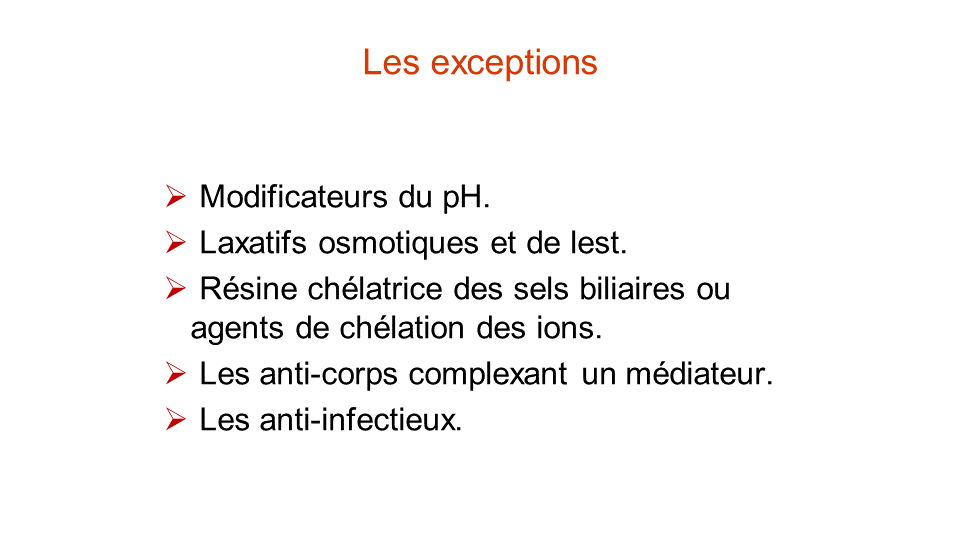 Les exceptions
➢ Modificateurs du pH.
➢ Laxatifs osmotiques et de lest.
➢ Résine chélatrice des sels biliaires ou
agents de chélation des ions.
➢ Les anti-corps complexant un médiateur.
➢ Les anti-infectieux.